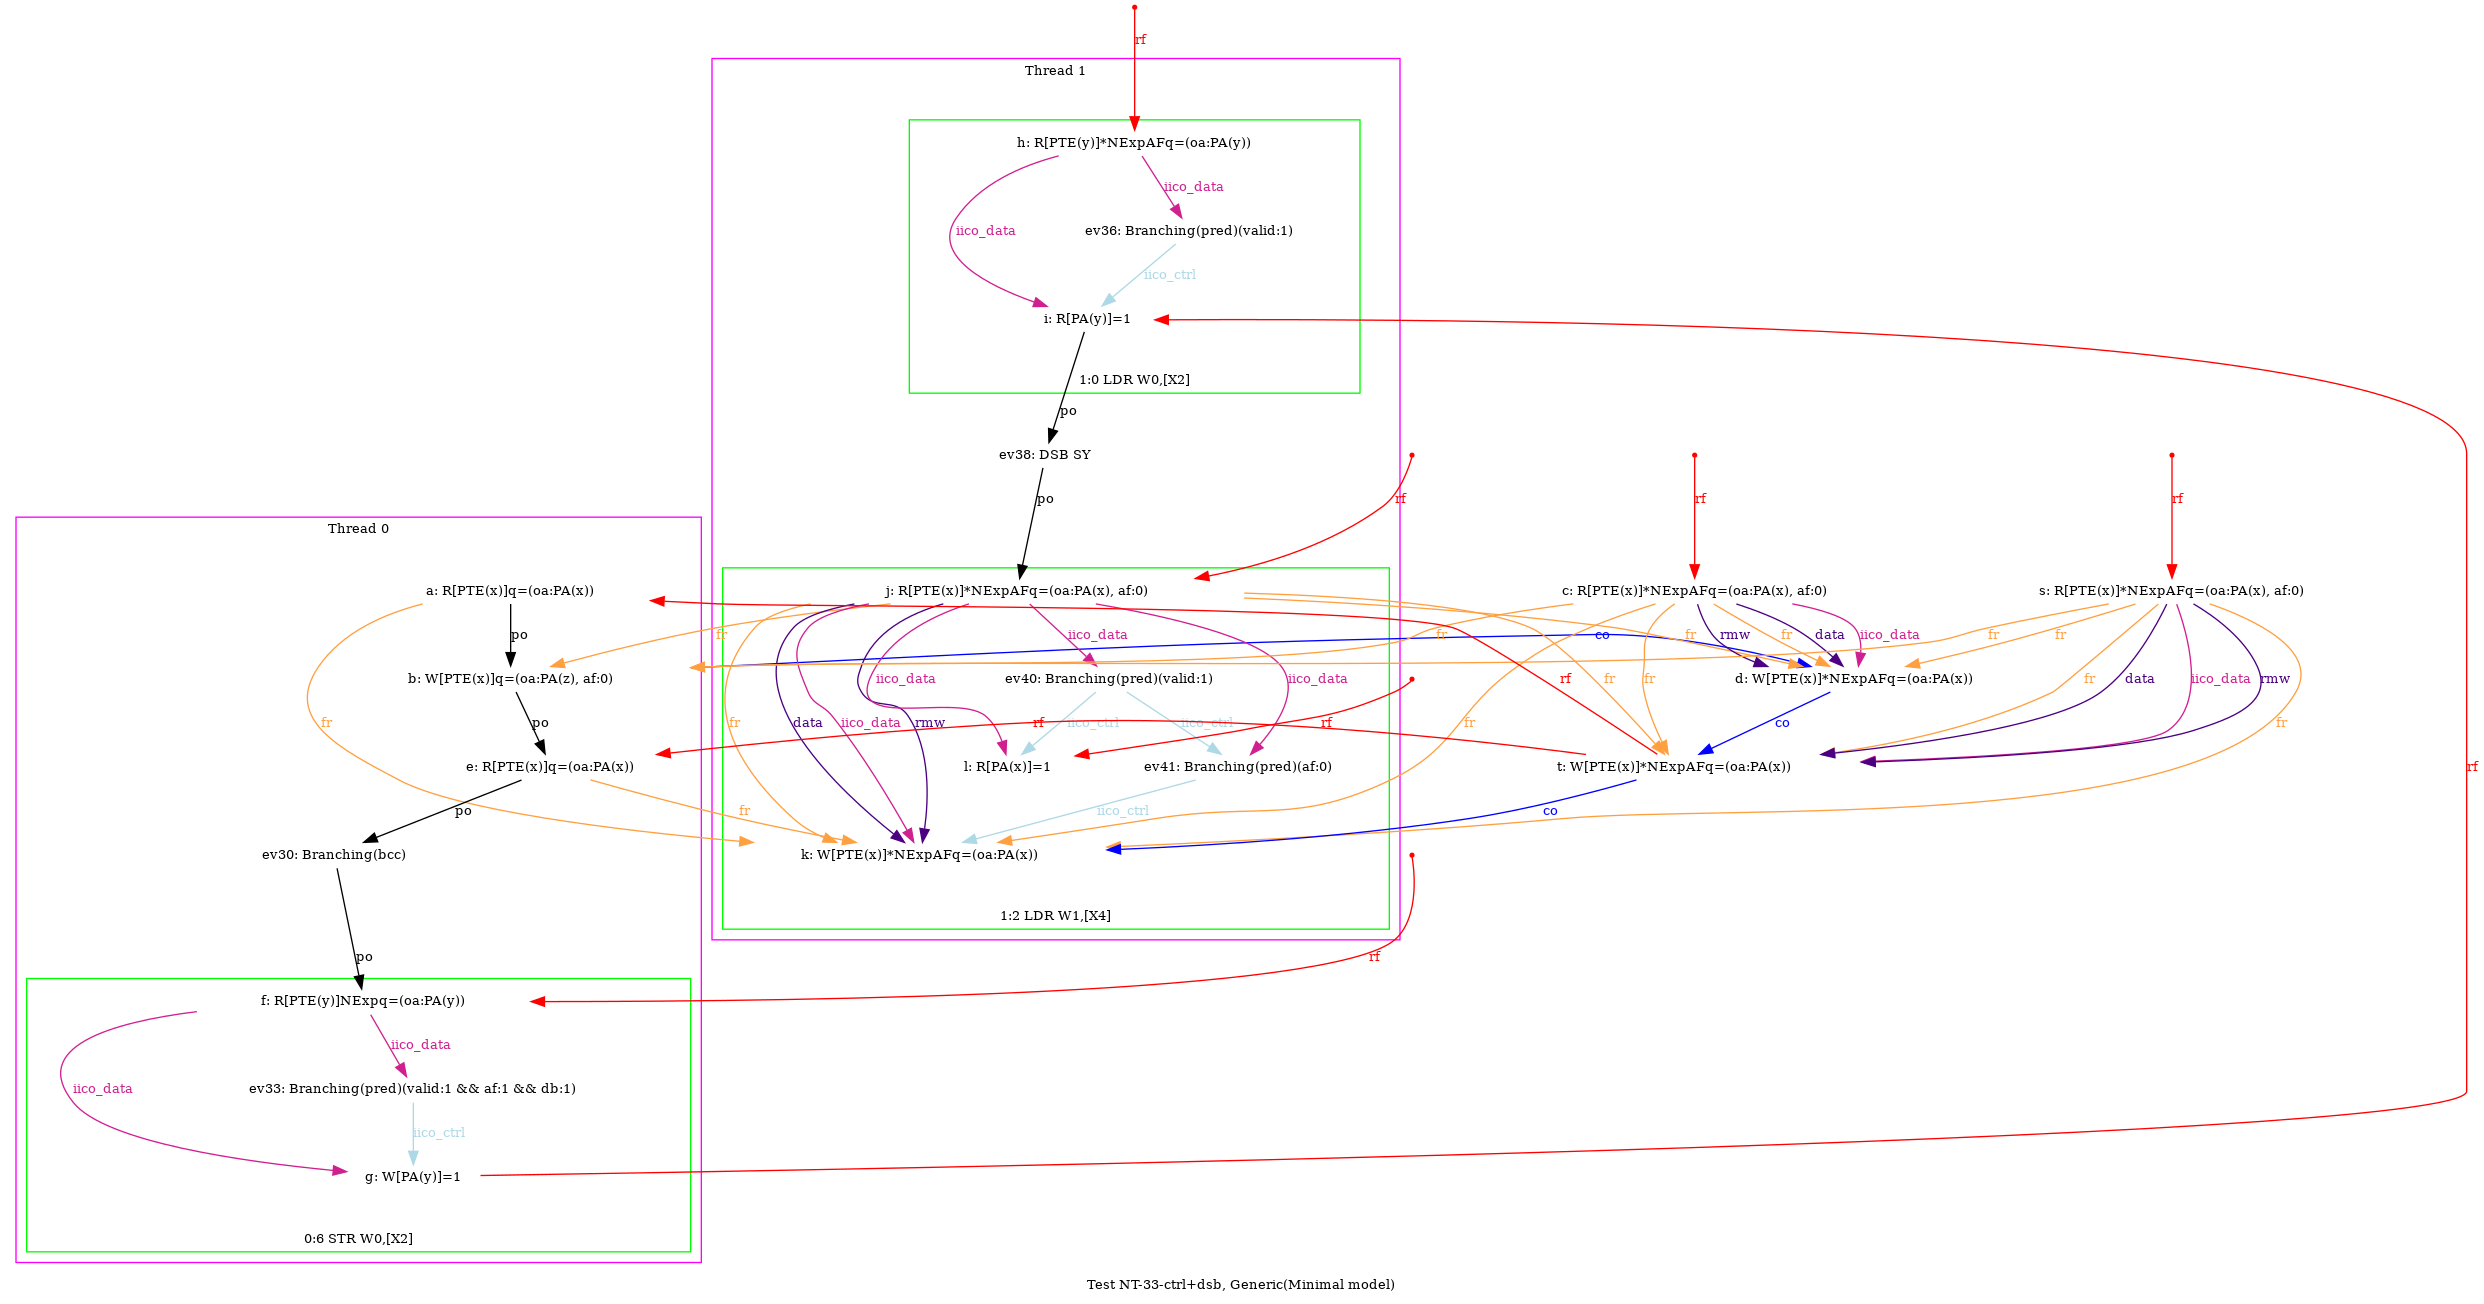 rf
Thread 1
h: R[PTE(y)]*NExpAFq=(oa:PA(y))
iico_data
iico_data
ev36: Branching(pred)(valid:1)
iico_ctrl
i: R[PA(y)]=1
1:0 LDR W0,[X2]
po
ev38: DSB SY
po
rf
rf
rf
Thread 0
a: R[PTE(x)]q=(oa:PA(x))
j: R[PTE(x)]*NExpAFq=(oa:PA(x), af:0)
c: R[PTE(x)]*NExpAFq=(oa:PA(x), af:0)
s: R[PTE(x)]*NExpAFq=(oa:PA(x), af:0)
po
fr
iico_data
fr
co
fr
rmw
fr
data
iico_data
fr
fr
b: W[PTE(x)]q=(oa:PA(z), af:0)
iico_data
ev40: Branching(pred)(valid:1)
iico_data
rf
fr
fr
d: W[PTE(x)]*NExpAFq=(oa:PA(x))
fr
data
iico_data
rmw
fr
po
fr
data
iico_data
rmw
rf
iico_ctrl
iico_ctrl
rf
fr
co
fr
e: R[PTE(x)]q=(oa:PA(x))
l: R[PA(x)]=1
ev41: Branching(pred)(af:0)
t: W[PTE(x)]*NExpAFq=(oa:PA(x))
rf
po
fr
iico_ctrl
co
ev30: Branching(bcc)
k: W[PTE(x)]*NExpAFq=(oa:PA(x))
1:2 LDR W1,[X4]
po
rf
f: R[PTE(y)]NExpq=(oa:PA(y))
iico_data
iico_data
ev33: Branching(pred)(valid:1 && af:1 && db:1)
iico_ctrl
g: W[PA(y)]=1
0:6 STR W0,[X2]
Test NT-33-ctrl+dsb, Generic(Minimal model)